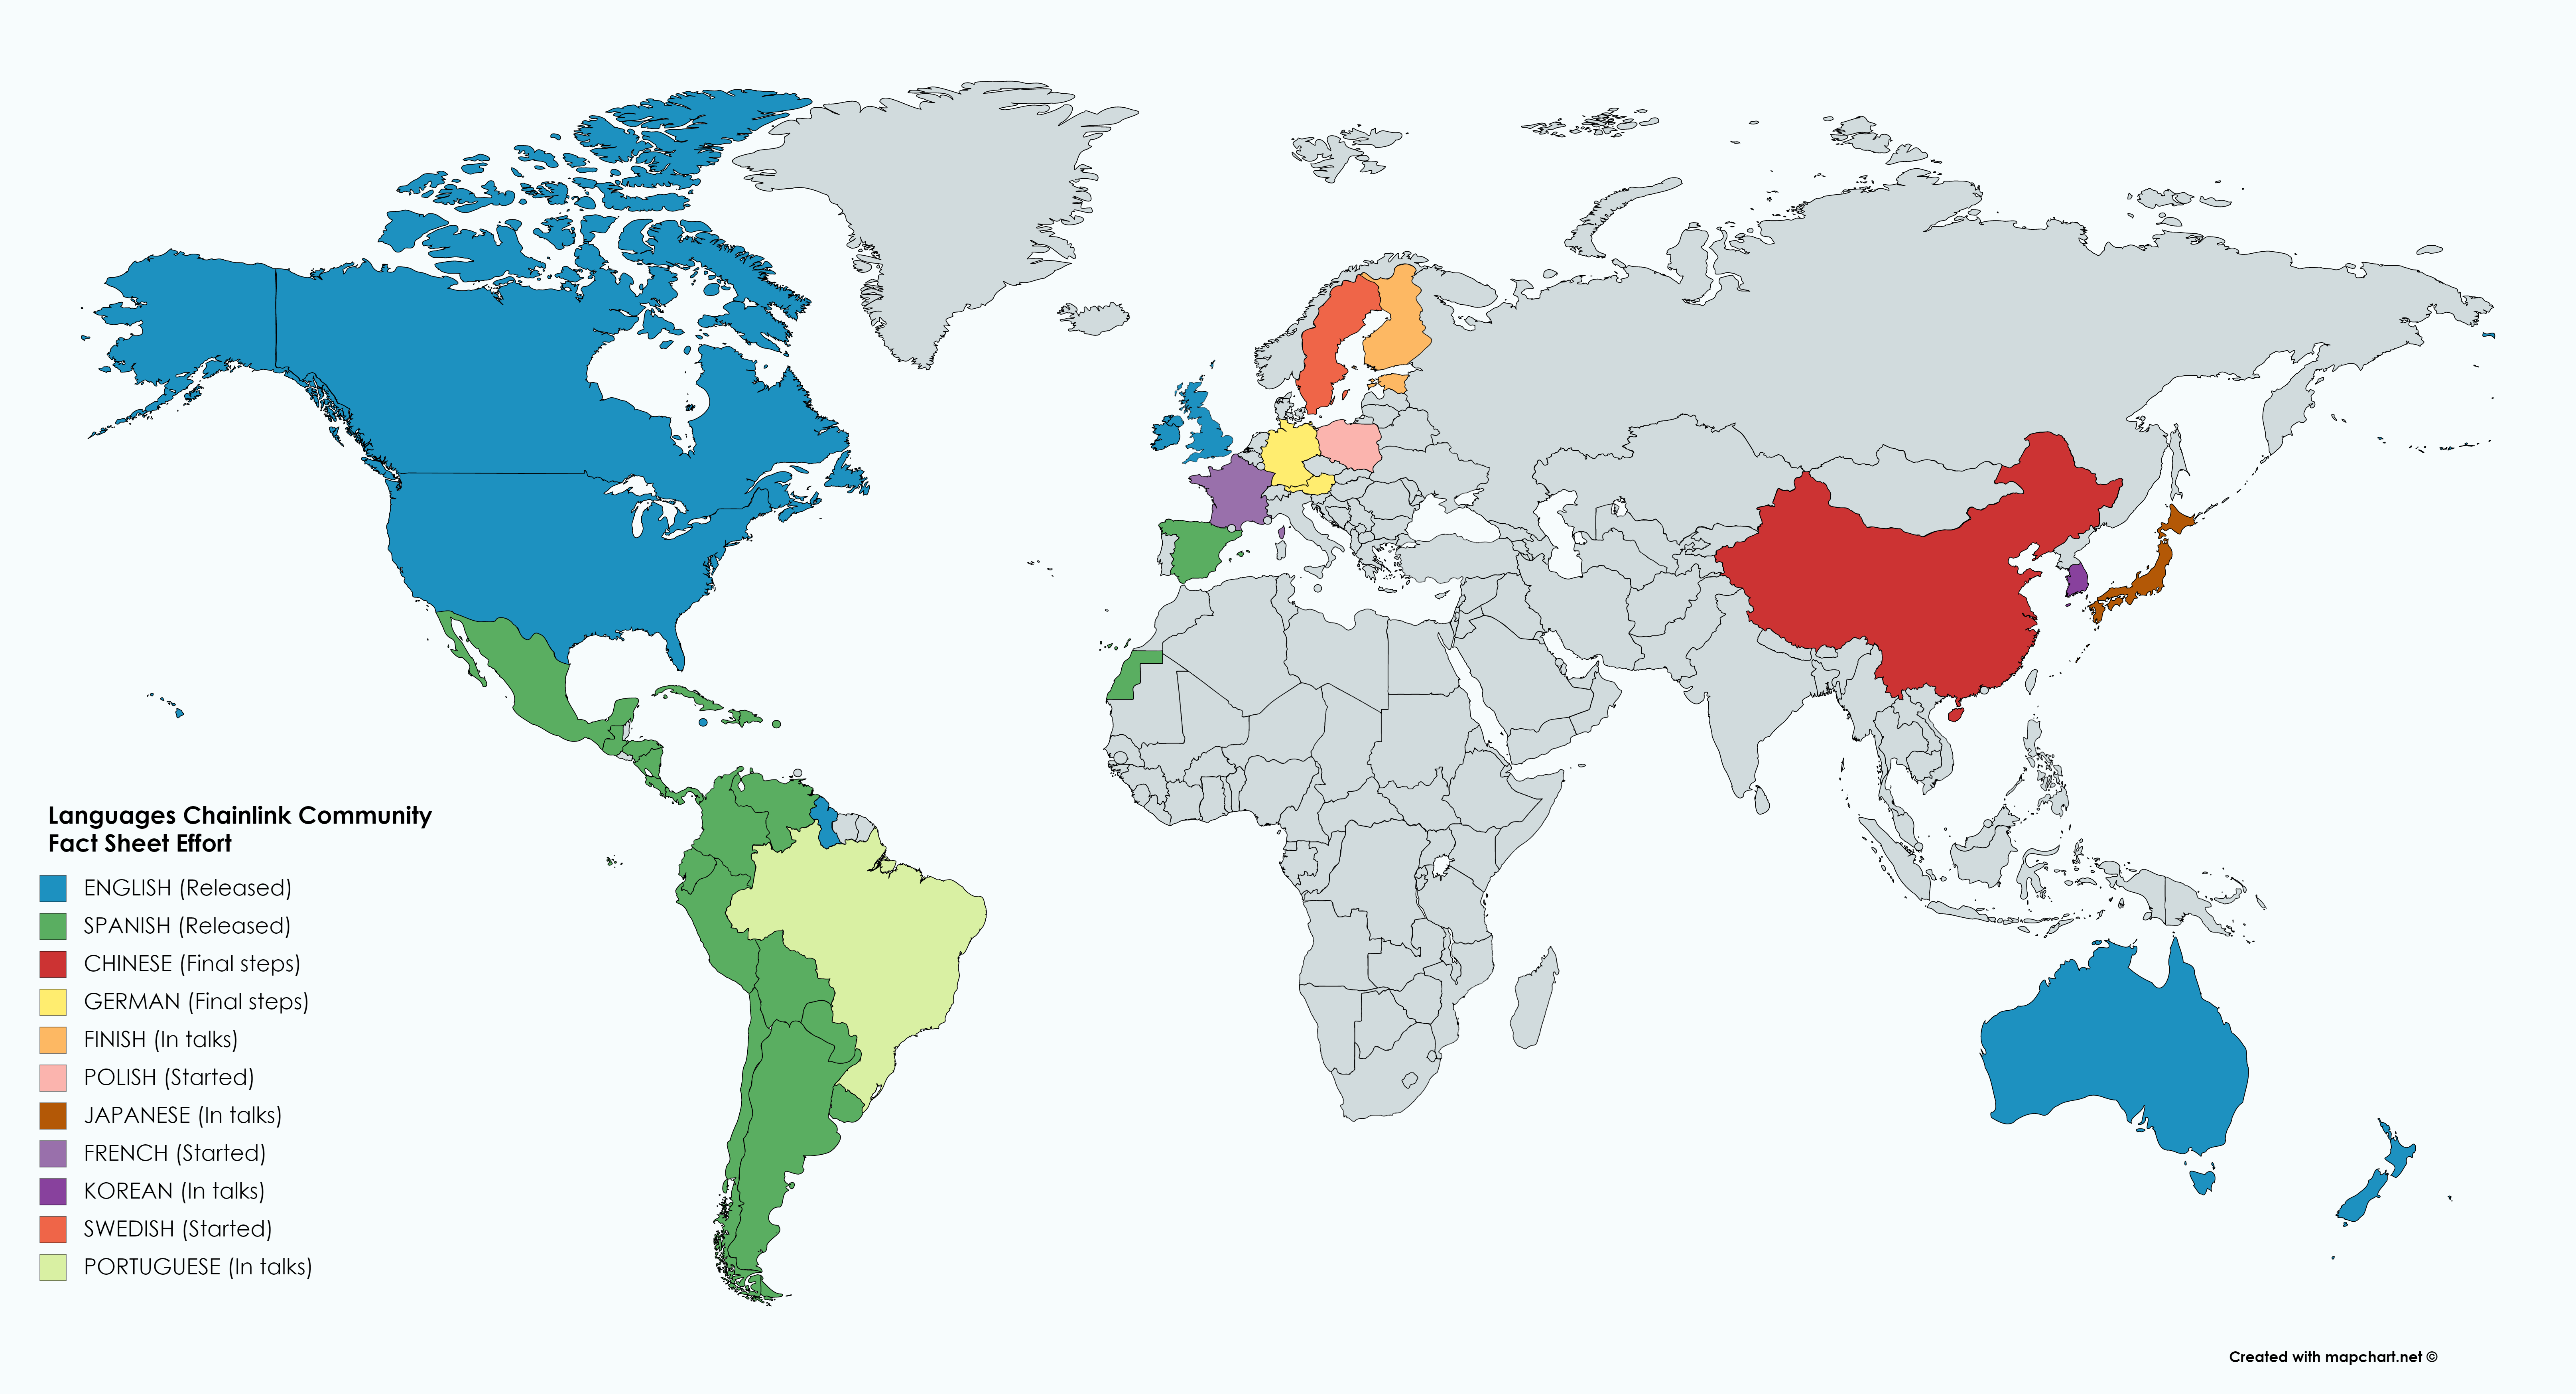 Languages Chainlink Community
Fact Sheet Effort
ENGLISH (Released)
SPANISH (Released)
CHINESE (Final steps)
GERMAN (Final steps)
FINISH (In talks)
POLISH (Started)
JAPANESE (In talks)
FRENCH (Started)
KOREAN (In talks)
SWEDISH (Started)
PORTUGUESE (In talks)
Created with mapchart.net ©